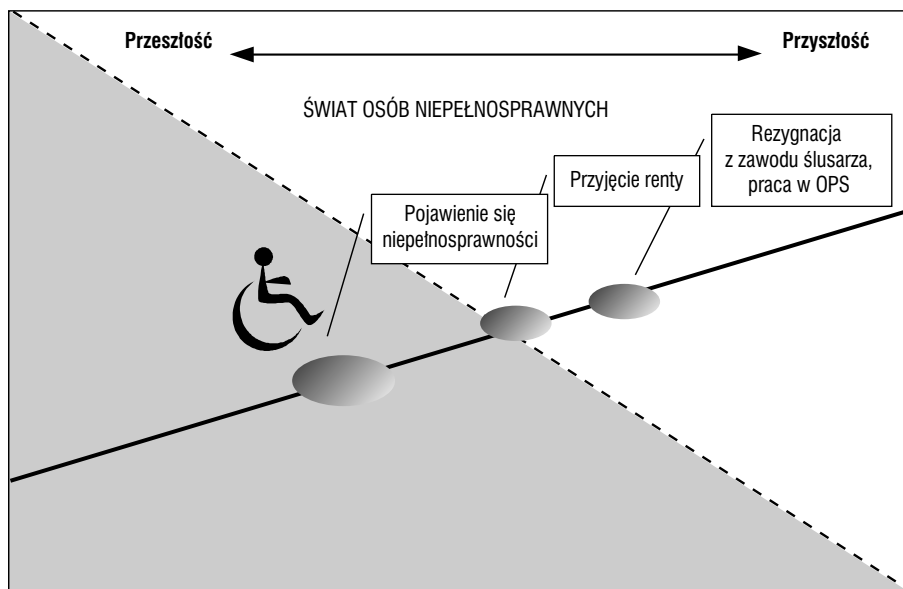 Przeszłość
Przyszłość
ŚWIAT OSÓB NIEPEŁNOSPRAWNYCH
Rezygnacja
z zawodu ślusarza,
praca w OPS
Przyjęcie renty
Pojawienie się
niepełnosprawności